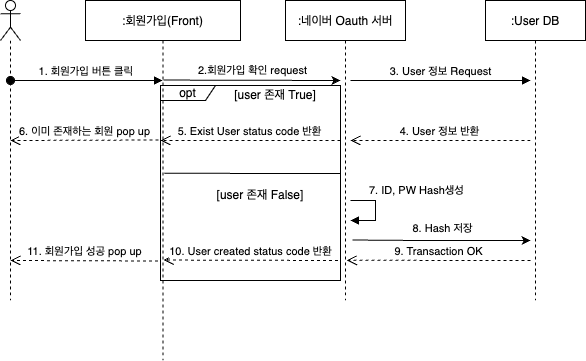 :회원가입(Front)
:네이버 Oauth 서버
:User DB
1. 회원가입 버튼 클릭
2.회원가입 확인 request
3. User 정보 Request
opt
[user 존재 True]
6. 이미 존재하는 회원 pop up
5. Exist User status code 반환
4. User 정보 반환
[user 존재 False]
7. ID, PW Hash생성
8. Hash 저장
11. 회원가입 성공 pop up
10. User created status code 반환
9. Transaction OK